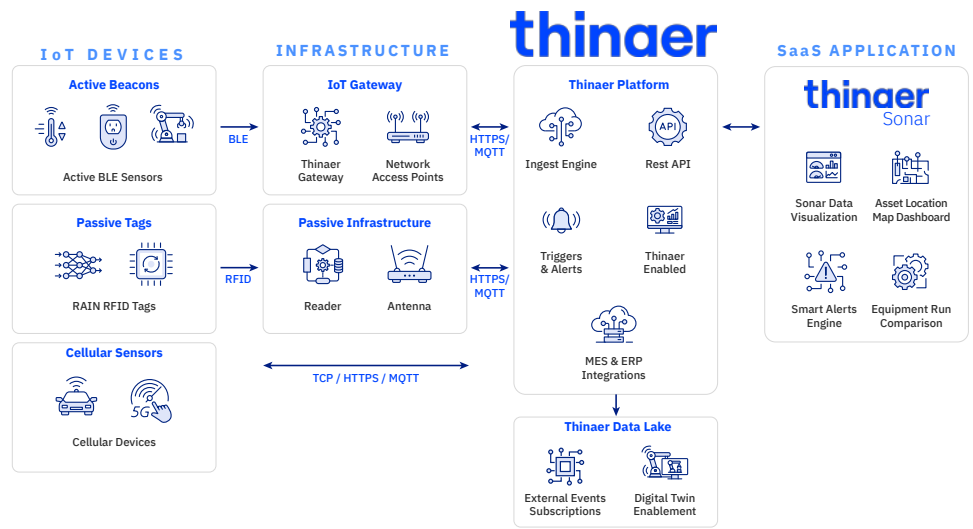 IoT DEVICES
Active Beacons
Active BLE Sensors
Passive Tags
RAIN RFID Tags
Cellular Sensors
5G
Cellular Devices
BLE
RFID
INFRASTRUCTURE
IoT Gateway
Thinaer
Gateway
Network
Access Points
Passive Infrastructure
Reader
Antenna
TCP / HTTPS / MQTT
HTTPS/
MQTT
HTTPS/
MQTT
thinaer
Thinaer Platform
Ingest Engine
API
Rest API
Triggers
& Alerts
Thinaer
Enabled
MES & ERP
Integrations
Thinaer Data Lake
External Events
Subscriptions
Digital Twin
Enablement
SaaS APPLICATION
thinaer
Sonar
Sonar Data
Visualization
Asset Location
Map Dashboard
Smart Alerts
Engine
Equipment Run
Comparison